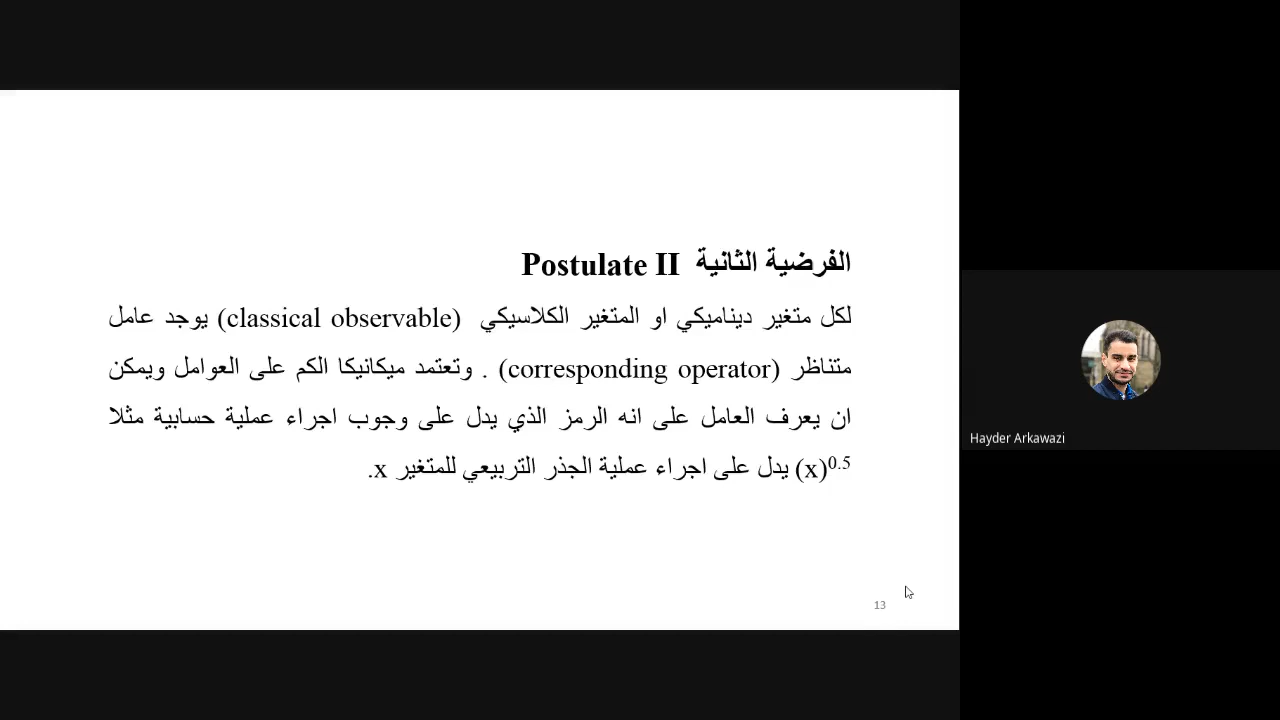 الفرضية الثانية Postulate II
لكل متغير ديناميكي او المتغير الكلاسيكي (classical observable) يوجد عامل
متناظر (corresponding operator) . وتعتمد ميكانيكا الكم على العوامل ويمكن
ان يعرف العامل على انه الرمز الذي يدل على وجوب اجراء عملية حسابية مثلا
(x)^0.5 يدل على اجراء عملية الجذر التربيعي للمتغير x.
13
Hayder Arkawazi